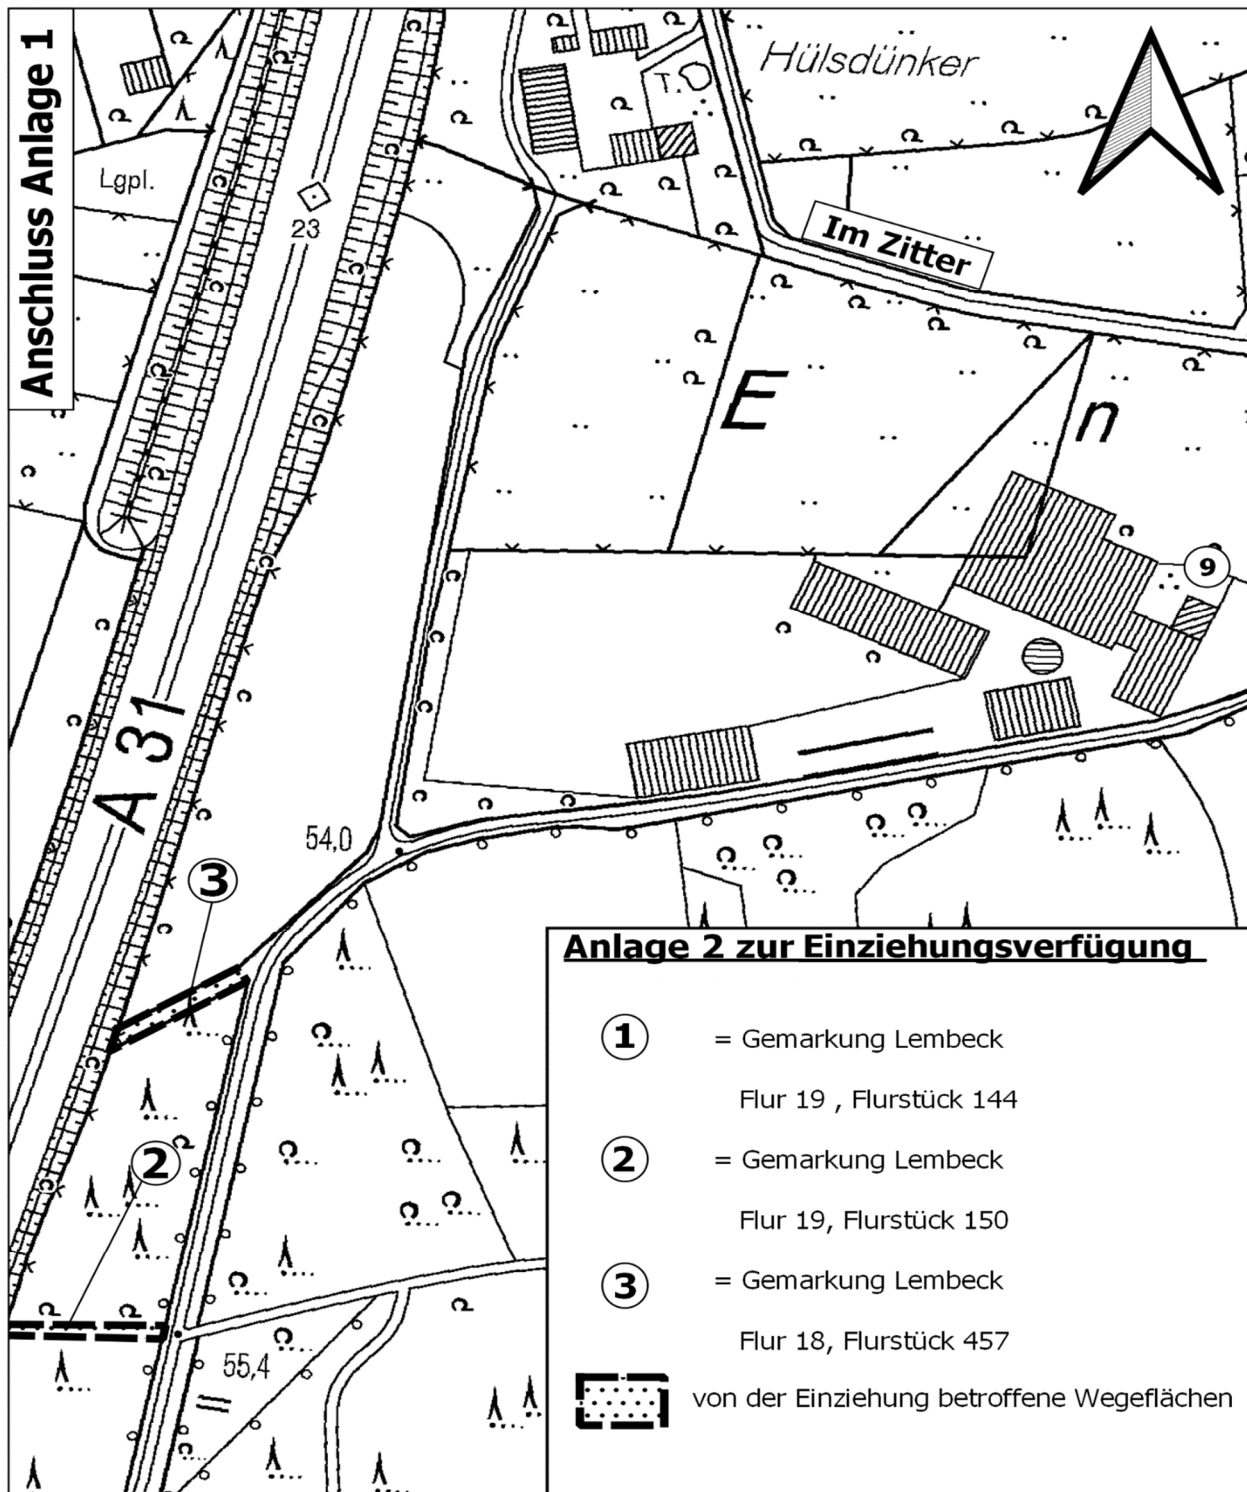 Anschluss Anlage 1
Hülsdünker
T.
Lgpl.
23
Im Zitter
E
n
9
A 31
54,0
3
2
55,4
Anlage 2 zur Einziehungsverfügung
1 = Gemarkung Lembeck
Flur 19 , Flurstück 144
2 = Gemarkung Lembeck
Flur 19, Flurstück 150
3 = Gemarkung Lembeck
Flur 18, Flurstück 457
von der Einziehung betroffene Wegeflächen